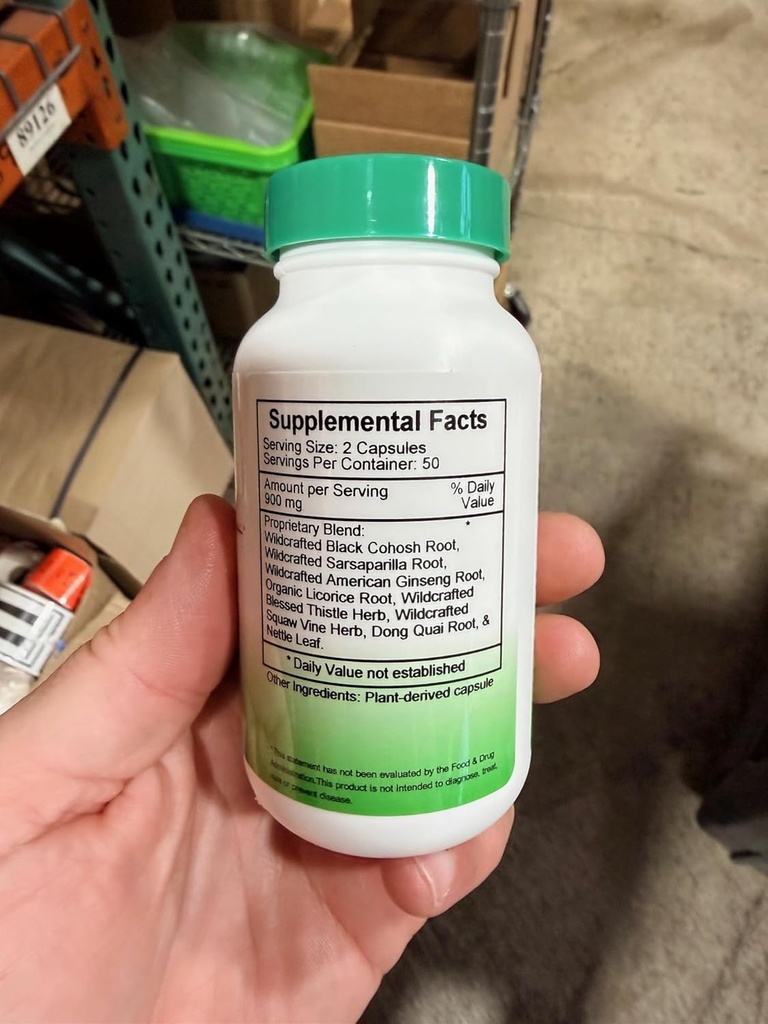 89126
Supplemental Facts
Serving Size: 2 Capsules
Servings Per Container: 50
Amount per Serving % Daily
900 mg Value
Proprietary Blend: *
Wildcrafted Black Cohosh Root,
Wildcrafted Sarsaparilla Root,
Wildcrafted American Ginseng Root,
Organic Licorice Root, Wildcrafted
Blessed Thistle Herb, Wildcrafted
Squaw Vine Herb, Dong Quai Root, &
Nettle Leaf.
* Daily Value not established
Other Ingredients: Plant-derived capsule
* This statement has not been evaluated by the Food & Drug
Administration.This product is not intended to diagnose, treat,
cure or prevent disease.